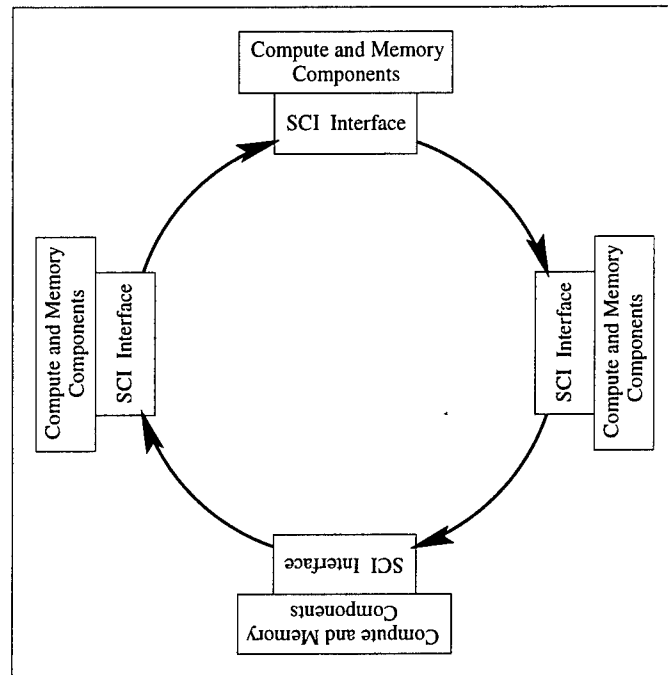 Compute and Memory
Components
SCI Interface
Compute and Memory
Components
SCI Interface
SCI Interface
Compute and Memory
Components
SCI Interface
Compute and Memory
Components